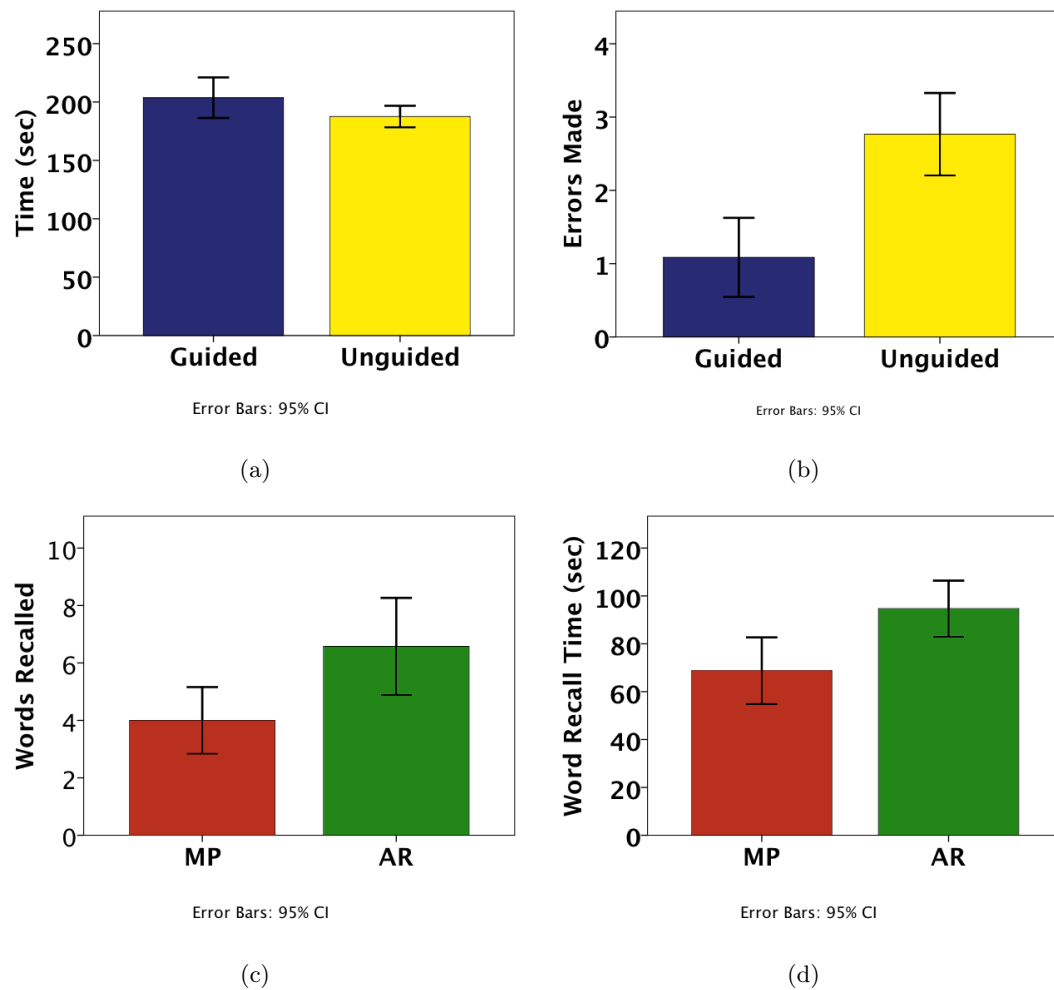 Time (sec)
250
200
150
100
50
0
Guided Unguided
Error Bars: 95% CI
(a)
Errors Made
4
3
2
1
0
Guided Unguided
Error Bars: 95% CI
(b)
Words Recalled
10
8
6
4
2
0
MP AR
Error Bars: 95% CI
(c)
Word Recall Time (sec)
120
100
80
60
40
20
0
MP AR
Error Bars: 95% CI
(d)